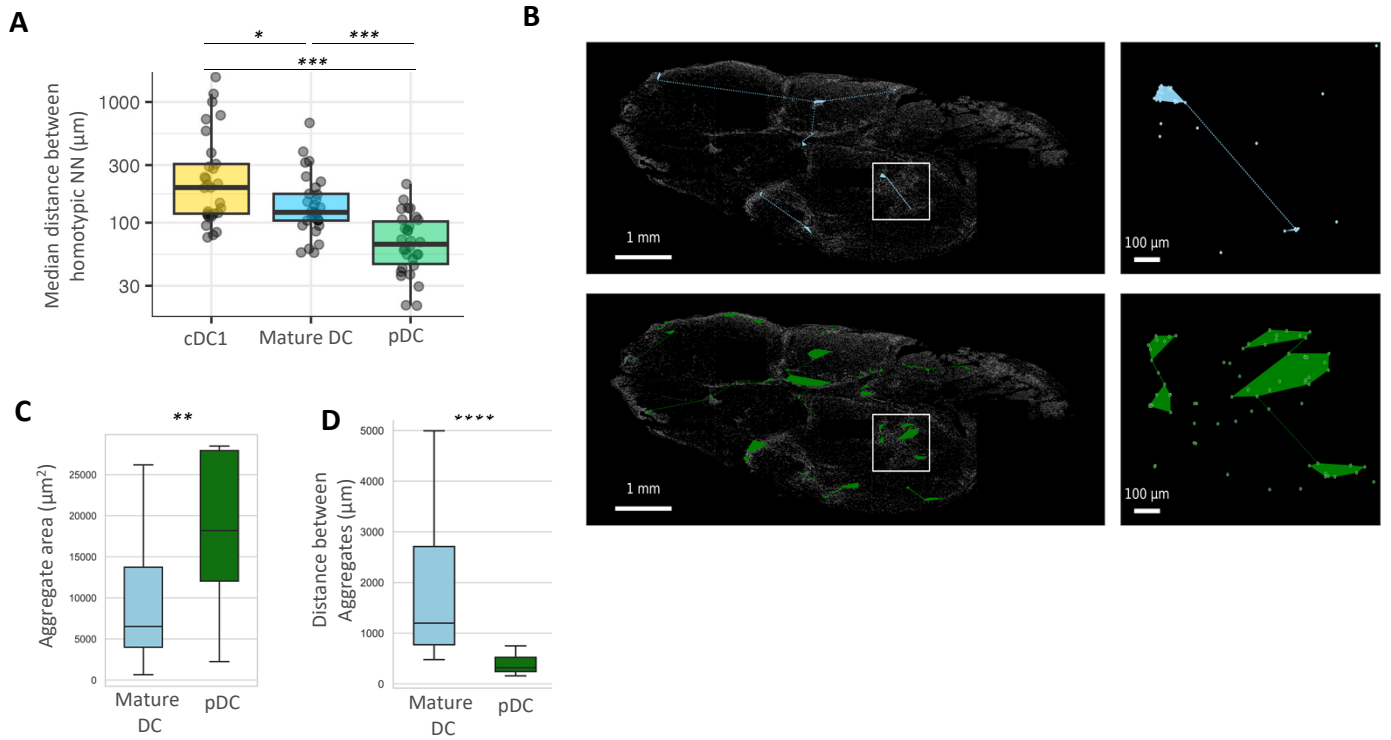 A
*
***
***
Median distance between
homotypic NN (µm)
1000
300
100
30
cDC1
Mature DC
pDC
B
1 mm
100 µm
1 mm
100 µm
C
**
Aggregate area (µm²)
25000
20000
15000
10000
5000
0
Mature
DC
pDC
D
****
Distance between
Aggregates (µm)
5000
4000
3000
2000
1000
0
Mature
DC
pDC